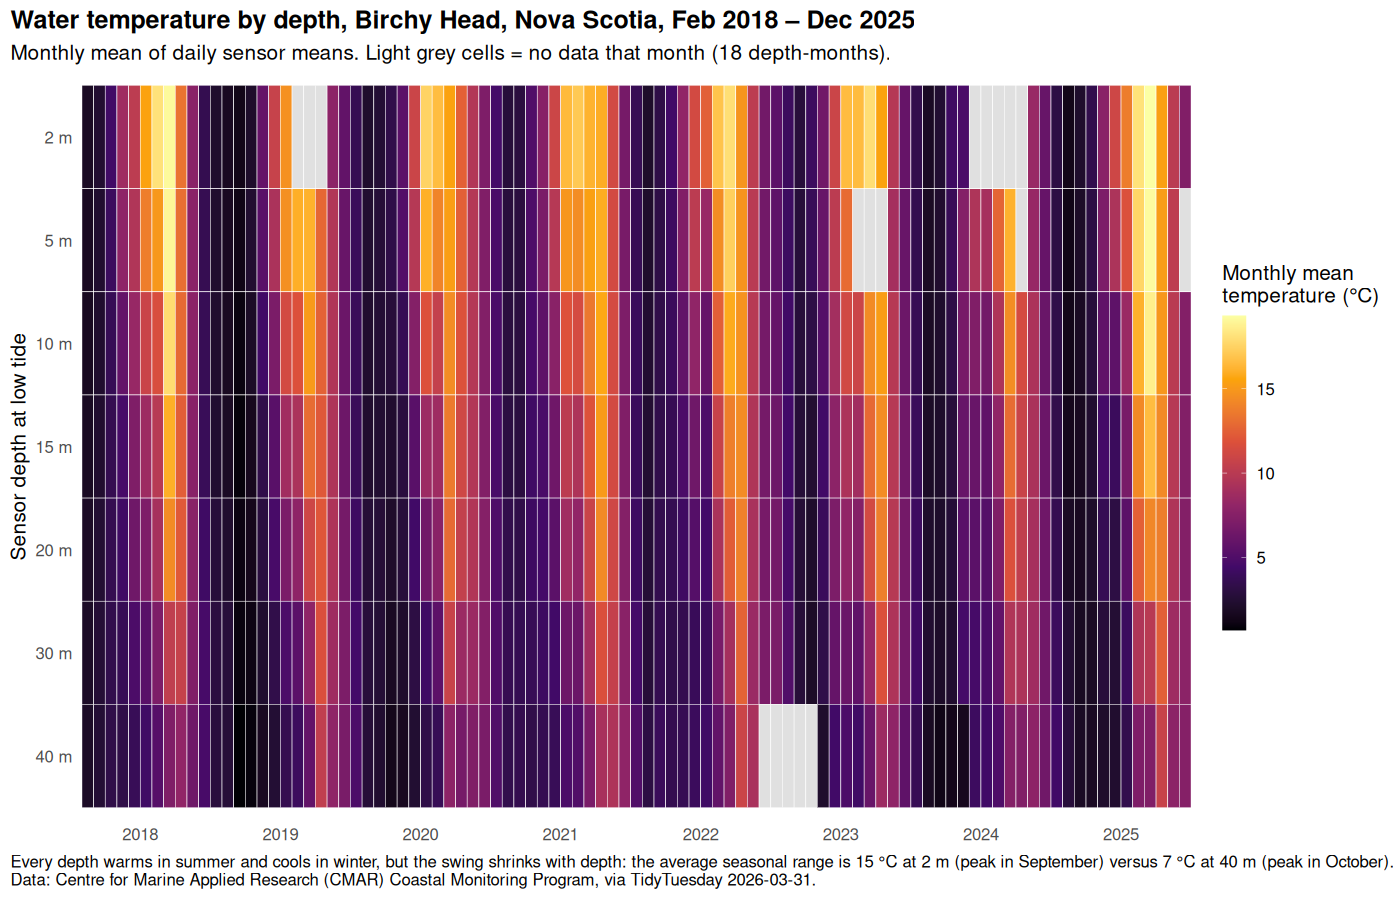 Water temperature by depth, Birchy Head, Nova Scotia, Feb 2018 – Dec 2025
Monthly mean of daily sensor means. Light grey cells = no data that month (18 depth-months).
Sensor depth at low tide
2 m
5 m
10 m
15 m
20 m
30 m
40 m
2018 2019 2020 2021 2022 2023 2024 2025
Monthly mean
temperature (°C)
15
10
5
Every depth warms in summer and cools in winter, but the swing shrinks with depth: the average seasonal range is 15 °C at 2 m (peak in September) versus 7 °C at 40 m (peak in October).
Data: Centre for Marine Applied Research (CMAR) Coastal Monitoring Program, via TidyTuesday 2026-03-31.